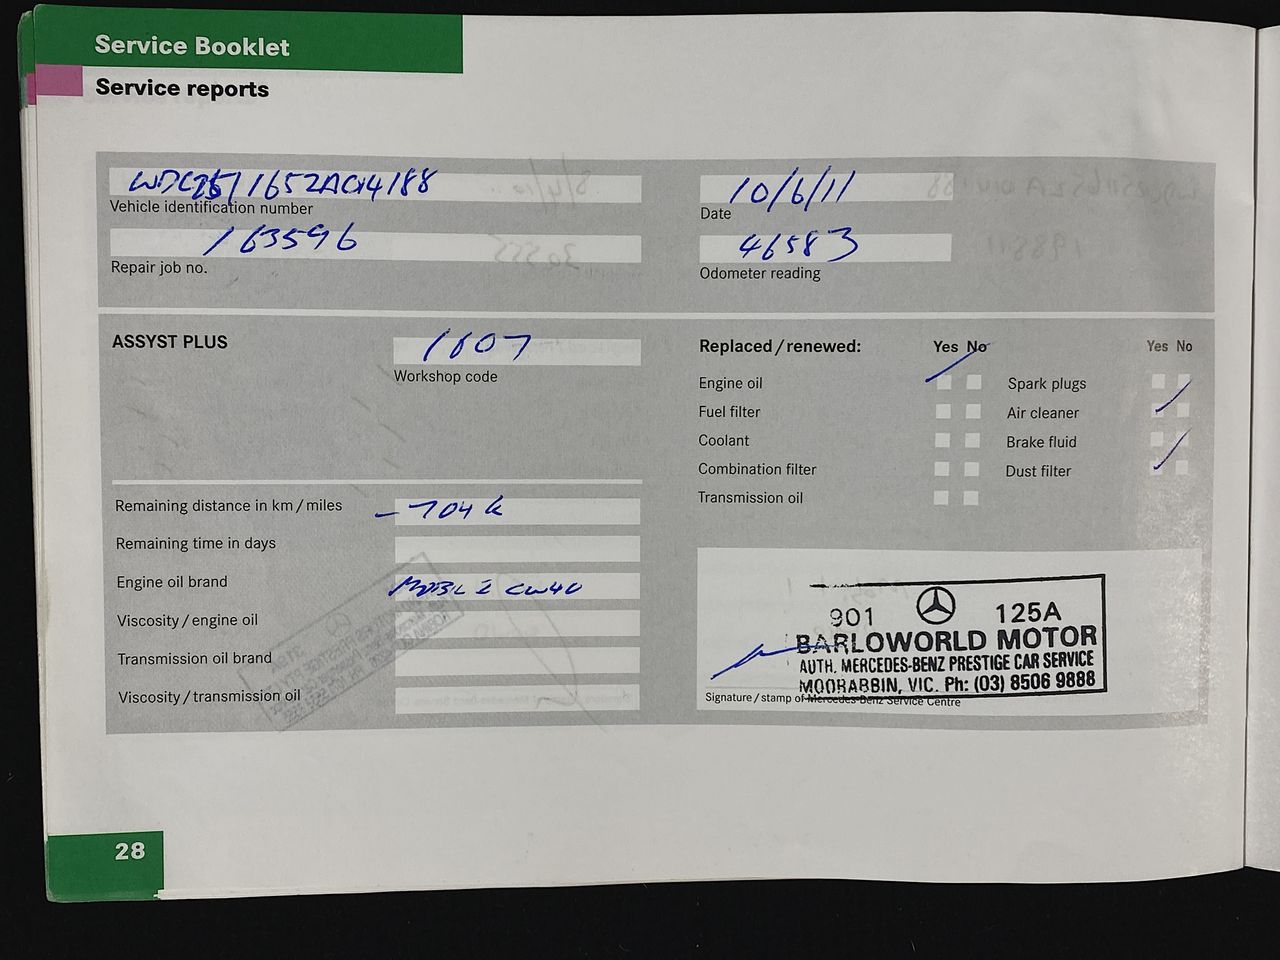 Service Booklet
Service reports
Vehicle identification number
10/6/11
Date
163596
Repair job no.
46583
Odometer reading
ASSYST PLUS
1607
Workshop code
Replaced / renewed:
Yes No
Yes No
Engine oil
Spark plugs
Fuel filter
Air cleaner
Coolant
Brake fluid
Combination filter
Dust filter
Transmission oil
Remaining distance in km / miles
-704 k
Remaining time in days
Engine oil brand
Viscosity / engine oil
Transmission oil brand
Viscosity / transmission oil
901 125A
BARLOWORLD MOTOR
AUTH. MERCEDES-BENZ PRESTIGE CAR SERVICE
MOORABBIN, VIC. Ph: (03) 8506 9888
Signature / stamp of Mercedes-Benz Service Centre
28